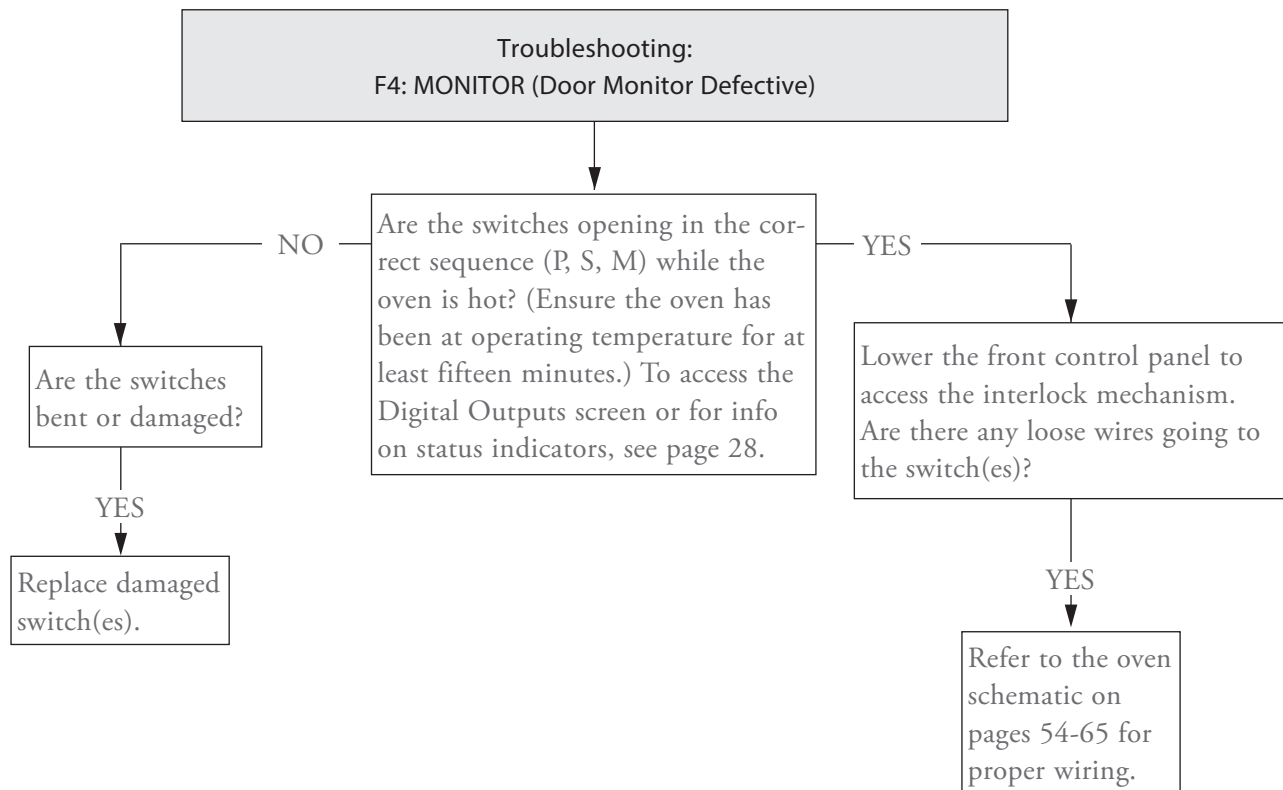 Troubleshooting:
F4: MONITOR (Door Monitor Defective)
NO
Are the switches opening in the cor-
rect sequence (P, S, M) while the
oven is hot? (Ensure the oven has
been at operating temperature for at
least fifteen minutes.) To access the
Digital Outputs screen or for info
on status indicators, see page 28.
YES
Are the switches
bent or damaged?
YES
Replace damaged
switch(es).
Lower the front control panel to
access the interlock mechanism.
Are there any loose wires going to
the switch(es)?
YES
Refer to the oven
schematic on
pages 54-65 for
proper wiring.